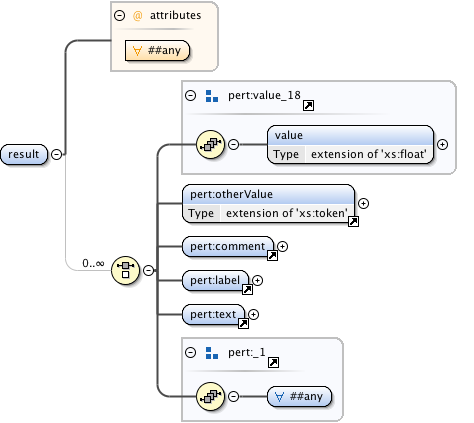 @ attributes
∀ ##any
pert:value_18
value
Type extension of 'xs:float'
result
pert:otherValue
Type extension of 'xs:token'
pert:comment
0..∞
pert:label
pert:text
pert:_1
∀ ##any